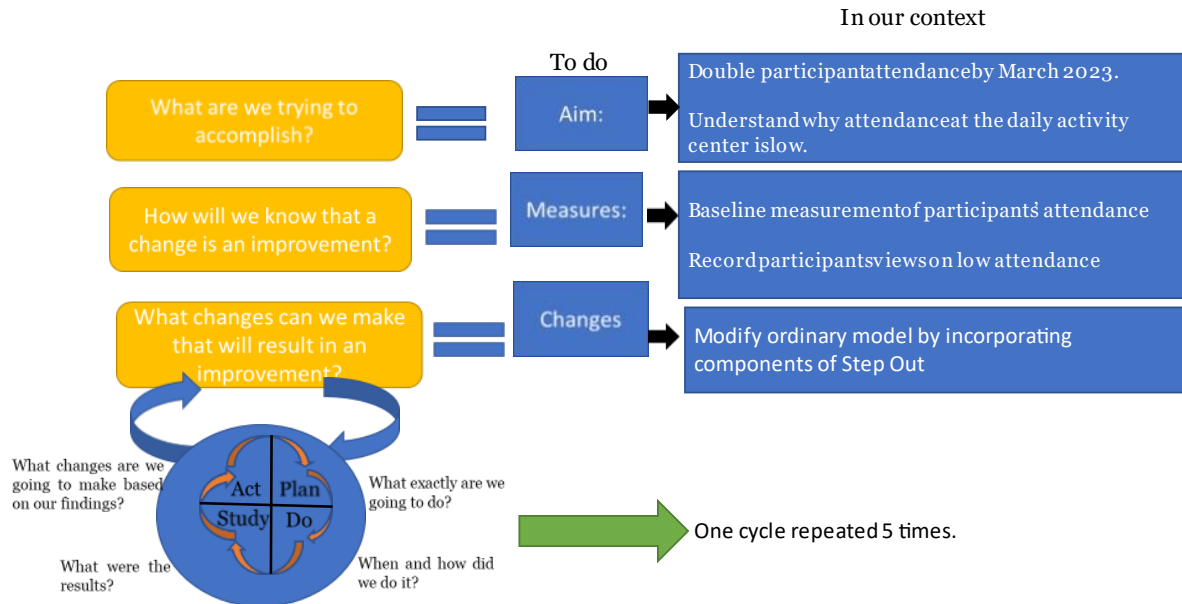 In our context
To do
What are we trying to
accomplish?
Aim:
Double participantattendanceby March 2023.
Understandwhy attendanceat the daily activity
center islow.
How will we know that a
change is an improvement?
Measures:
Baseline measurementof participants' attendance
Recordparticipantsviewson low attendance
What changes can we make
that will result in an
improvement?
Changes
Modify ordinary model by incorporating
components of Step Out
What changes are we
going to make based
on our findings?
Act
Plan
What exactly are we
going to do?
Study
Do
What were the
results?
When and how did
we do it?
One cycle repeated 5 times.